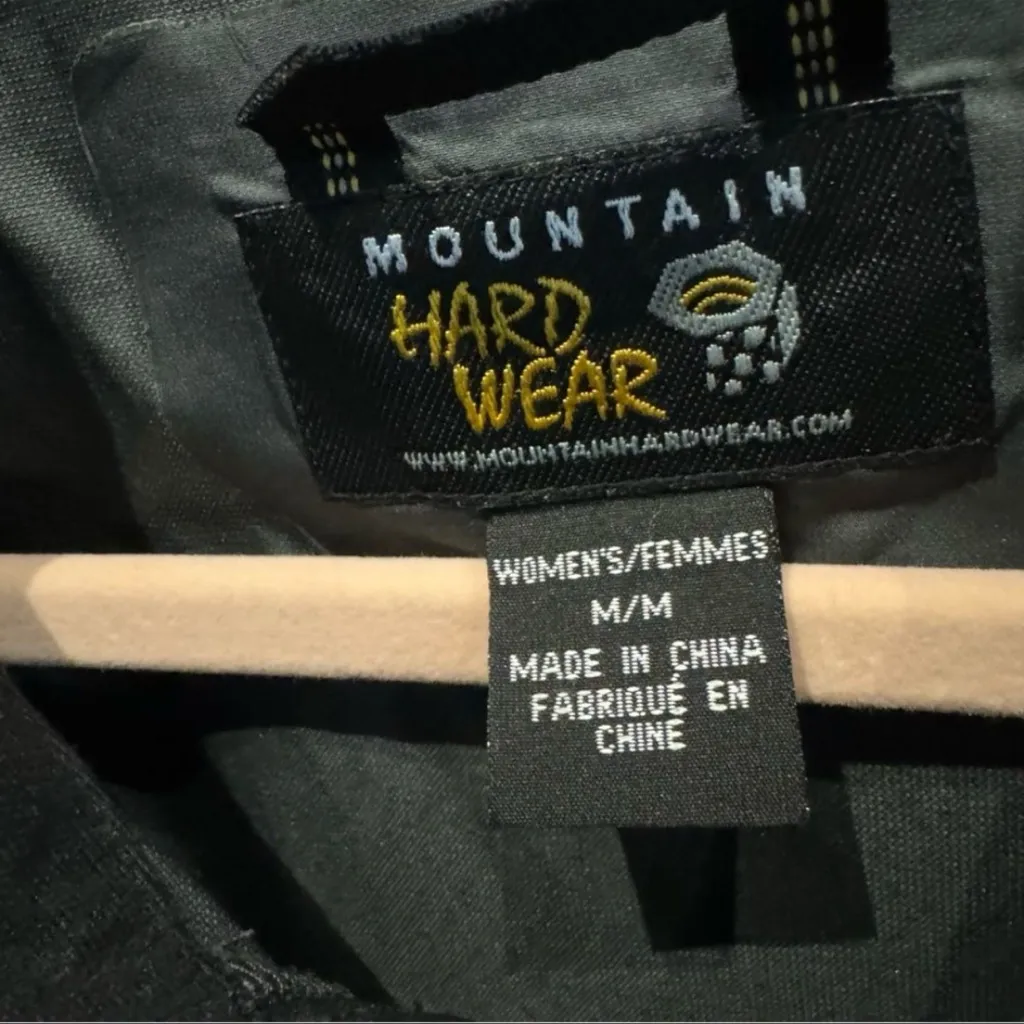 MOUNTAIN
HARD
WEAR
WWW.MOUNTAINHARDWEAR.COM
WOMEN'S/FEMMES
M/M
MADE IN CHINA
FABRIQUÉ EN
CHINE